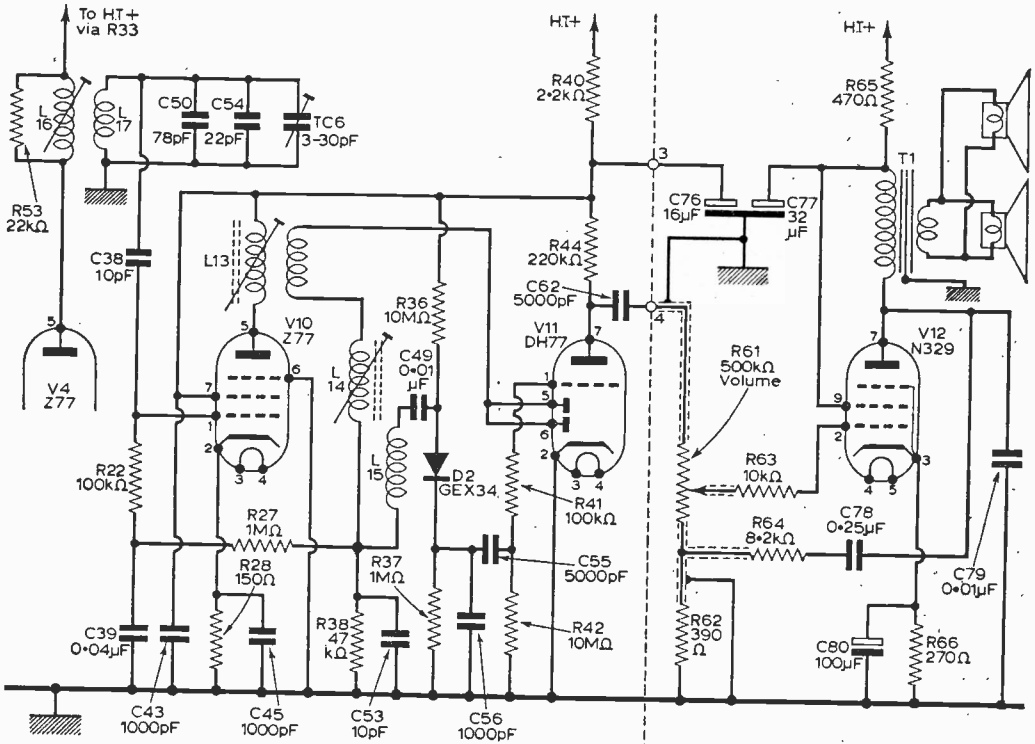 To H.T+
via R33
H.T+
H.T+
R40
2·2kΩ
R65
470Ω
L
16
L
17
C50
78pF
C54
22pF
TC6
3-30pF
3
T1
R53
22kΩ
C76
16μF
C77
32
μF
C38
10pF
L13
R36
10MΩ
R44
220kΩ
C62
5000pF
4
5
V4
Z77
5
V10
Z77
6
7
1
2
3
4
L
14
C49
0·01
μF
V11
DH77
7
1
5
6
2
3
4
R61
500kΩ
Volume
7
V12
N329
9
2
3
4
5
L
15
D2
GEX34
R22
100kΩ
R41
100kΩ
R63
10kΩ
R27
1MΩ
R28
150Ω
R37
1MΩ
C55
5000pF
R64
8·2kΩ
C78
0·25μF
C79
0·01μF
C39
0·04μF
R38
47
kΩ
R42
10MΩ
R62
390
Ω
C80
100μF
R66
270Ω
C43
1000pF
C45
1000pF
C53
10pF
C56
1000pF